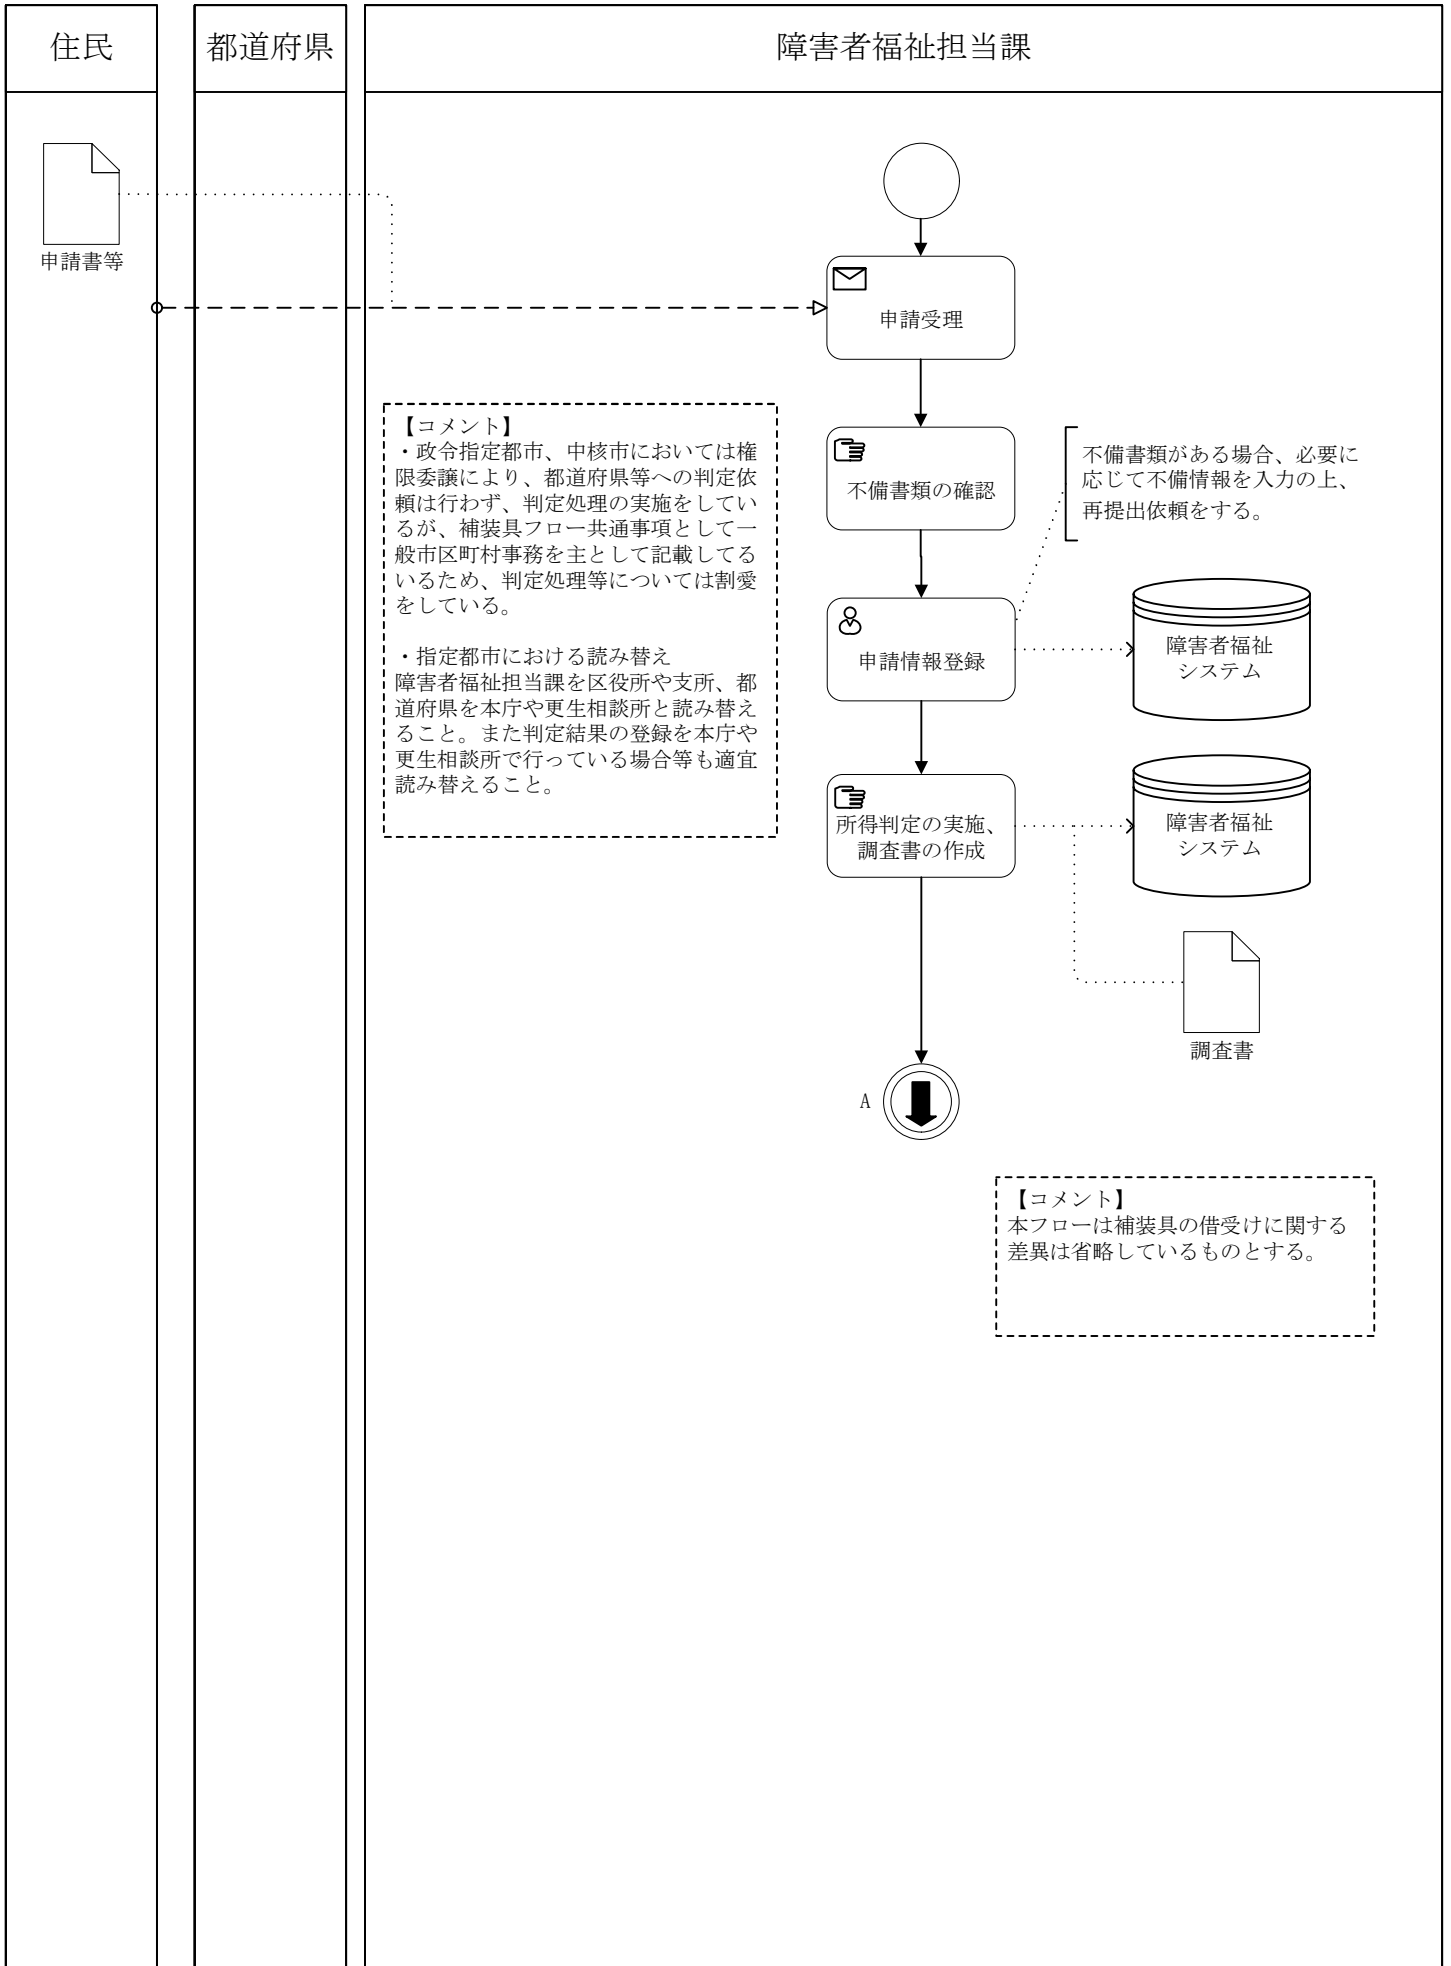 住民
都道府県
障害者福祉担当課
申請書等
申請受理
【コメント】
・政令指定都市、中核市においては権
限委譲により、都道府県等への判定依
頼は行わず、判定処理の実施をしてい
るが、補装具フロー共通事項として一
般市区町村事務を主として記載してる
いるため、判定処理等については割愛
をしている。
・指定都市における読み替え
障害者福祉担当課を区役所や支所、都
道府県を本庁や更生相談所と読み替え
ること。また判定結果の登録を本庁や
更生相談所で行っている場合等も適宜
読み替えること。
不備書類の確認
不備書類がある場合、必要に
応じて不備情報を入力の上、
再提出依頼をする。
申請情報登録
障害者福祉
システム
所得判定の実施、
調査書の作成
障害者福祉
システム
調査書
A
【コメント】
本フローは補装具の借受けに関する
差異は省略しているものとする。